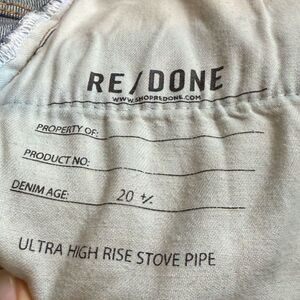 RE/DONE
WWW.SHOPREDONE.COM
PROPERTY OF:
PRODUCT NO:
DENIM AGE: 20 +/-
ULTRA HIGH RISE STOVE PIPE